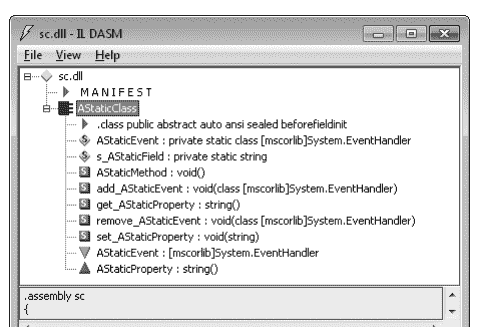 sc.dll - IL DASM
File View Help
sc.dll
MANIFEST
AStaticClass
.class public abstract auto ansi sealed beforefieldinit
AStaticEvent : private static class [mscorlib]System.EventHandler
s_AStaticField : private static string
AStaticMethod : void()
add_AStaticEvent : void(class [mscorlib]System.EventHandler)
get_AStaticProperty : string()
remove_AStaticEvent : void(class [mscorlib]System.EventHandler)
set_AStaticProperty : void(string)
AStaticEvent : [mscorlib]System.EventHandler
AStaticProperty : string()
.assembly sc
{